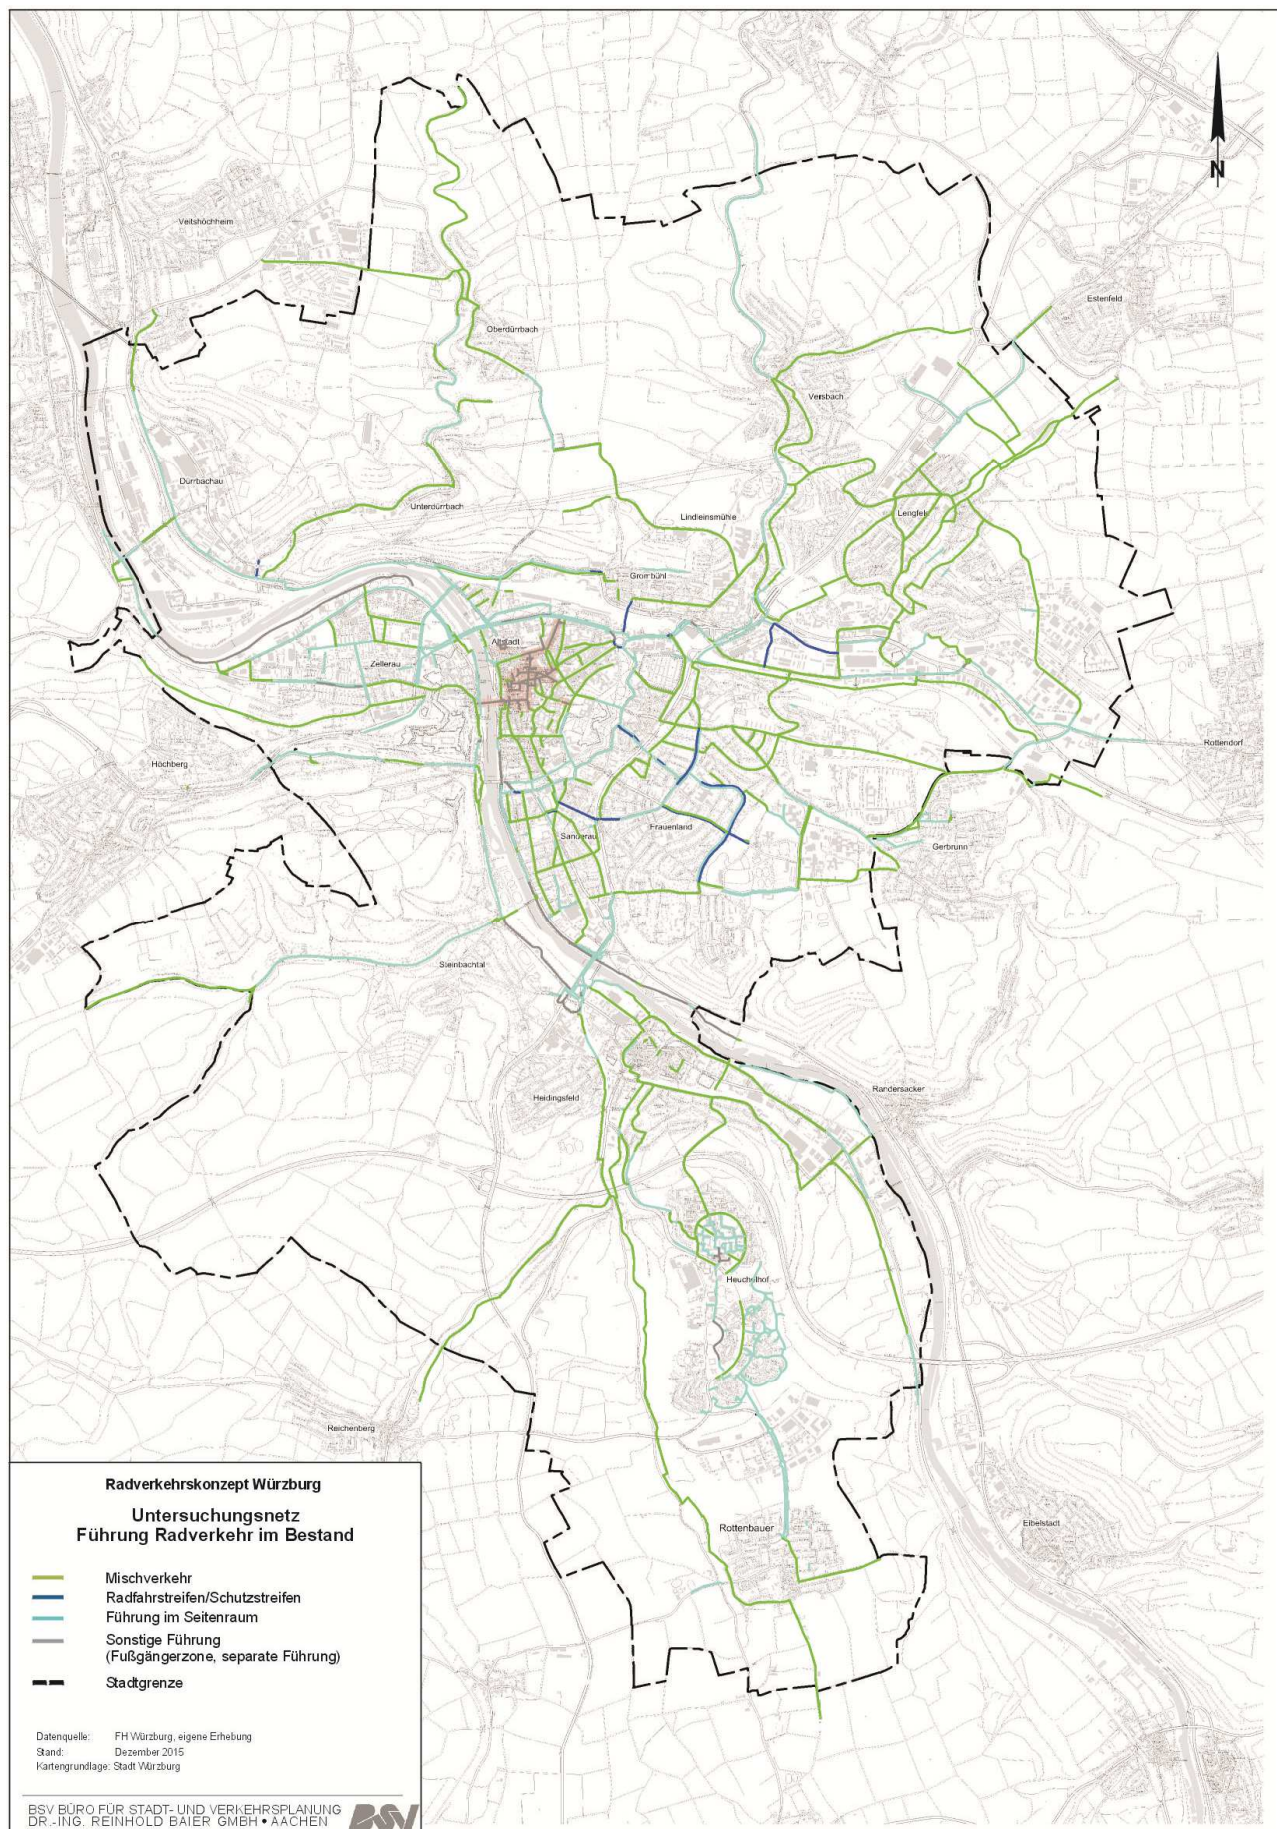 N
Veitshöchheim
Estenfeld
Oberdürrbach
Versbach
Dürrbachau
Unterdürrbach
Lindleinsmühle
Lengfeld
Grombühl
Altstadt
Zellerau
Rottendorf
Höchberg
Sanderau
Frauenland
Gerbrunn
Steinbachtal
Randersacker
Heidingsfeld
Heuchelhof
Reichenberg
Rottenbauer
Eibelstadt
Radverkehrskonzept Würzburg
Untersuchungsnetz
Führung Radverkehr im Bestand
Mischverkehr
Radfahrstreifen/Schutzstreifen
Führung im Seitenraum
Sonstige Führung
(Fußgängerzone, separate Führung)
Stadtgrenze
Datenquelle: FH Würzburg, eigene Erhebung
Stand: Dezember 2015
Kartengrundlage: Stadt Würzburg
BSV BÜRO FÜR STADT- UND VERKEHRSPLANUNG
DR.-ING. REINHOLD BAIER GMBH • AACHEN
BSV